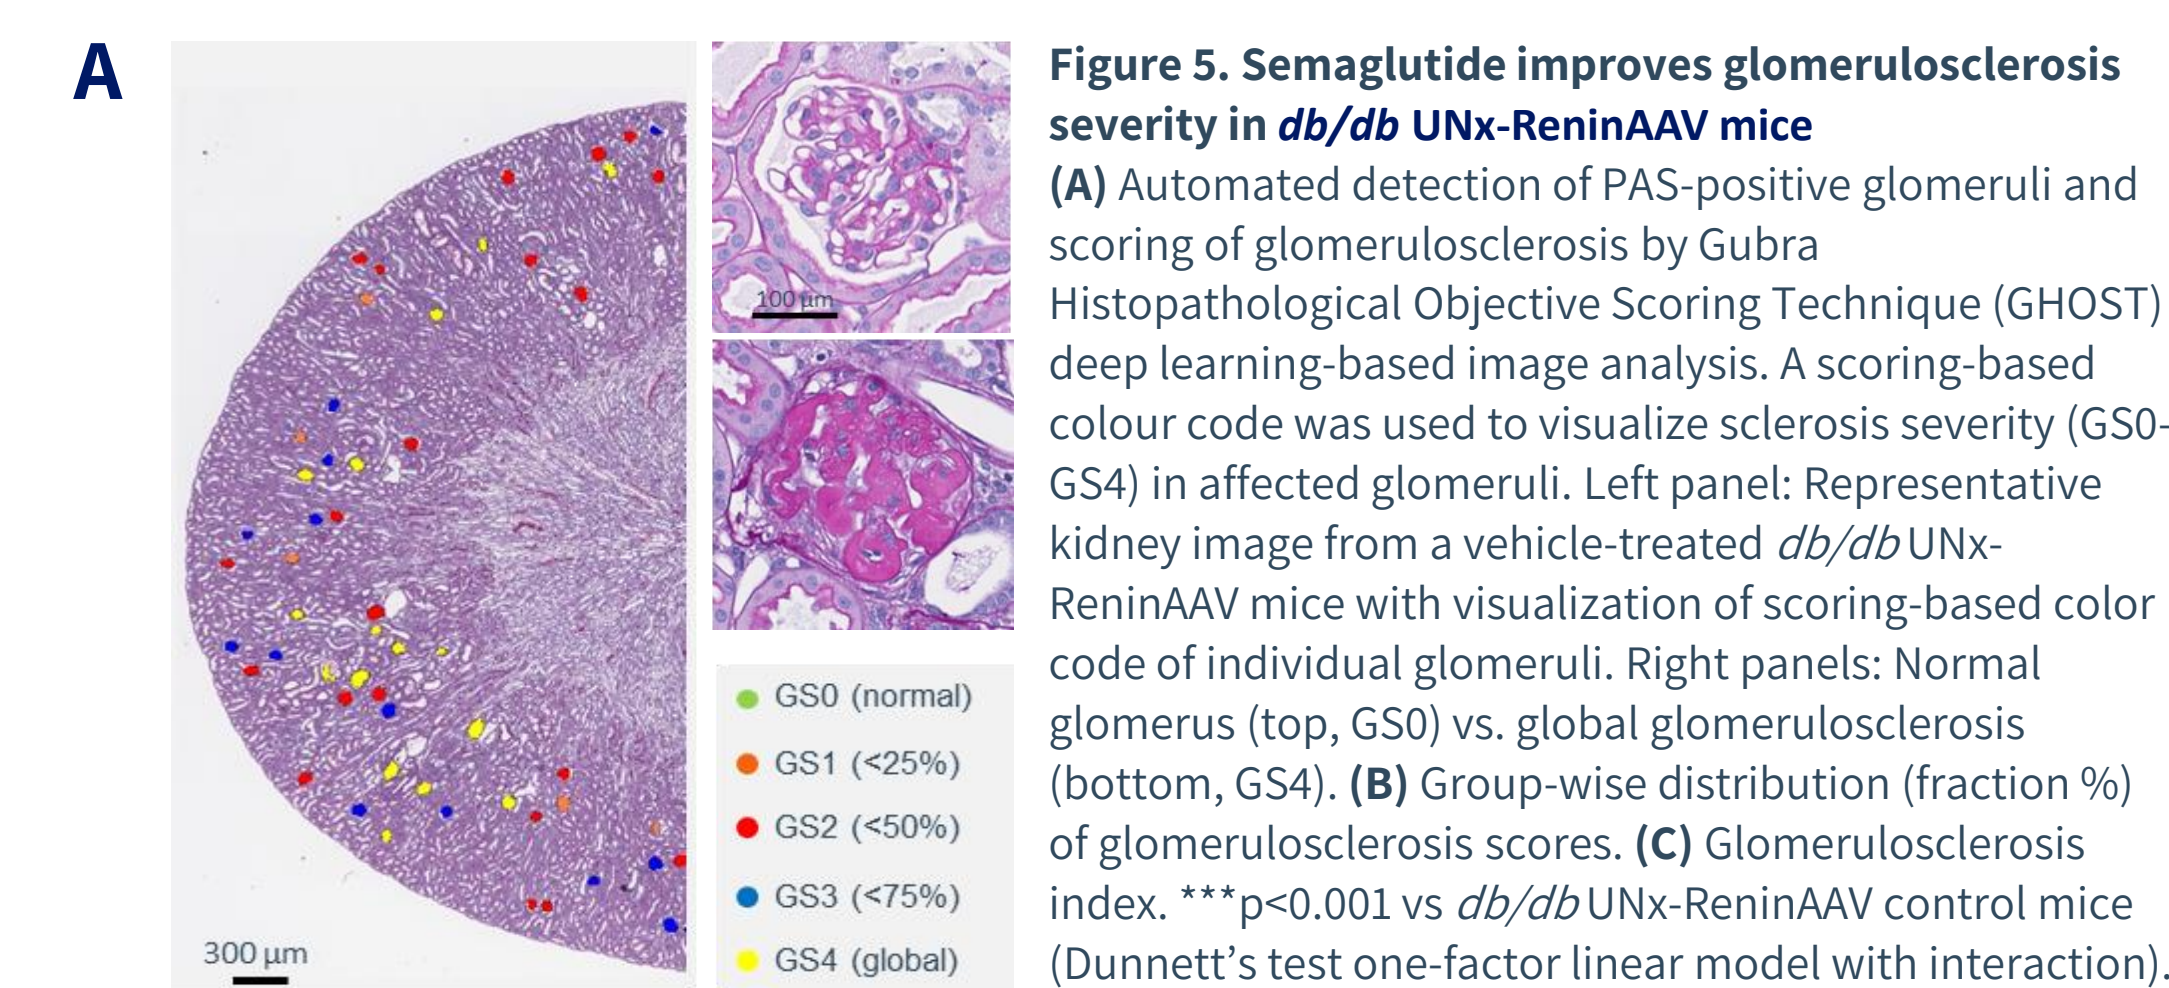 A
100 µm
300 µm
GS0 (normal)
GS1 (<25%)
GS2 (<50%)
GS3 (<75%)
GS4 (global)
Figure 5. Semaglutide improves glomerulosclerosis
severity in db/db UNx-ReninAAV mice
(A) Automated detection of PAS-positive glomeruli and
scoring of glomerulosclerosis by Gubra
Histopathological Objective Scoring Technique (GHOST)
deep learning-based image analysis. A scoring-based
colour code was used to visualize sclerosis severity (GS0-
GS4) in affected glomeruli. Left panel: Representative
kidney image from a vehicle-treated db/db UNx-
ReninAAV mice with visualization of scoring-based color
code of individual glomeruli. Right panels: Normal
glomerus (top, GS0) vs. global glomerulosclerosis
(bottom, GS4). (B) Group-wise distribution (fraction %)
of glomerulosclerosis scores. (C) Glomerulosclerosis
index. ***p<0.001 vs db/db UNx-ReninAAV control mice
(Dunnett’s test one-factor linear model with interaction).